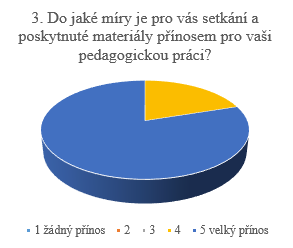 3. Do jaké míry je pro vás setkání a
poskytnuté materiály přínosem pro vaši
pedagogickou práci?
1 žádný přínos 2 3 4 5 velký přínos